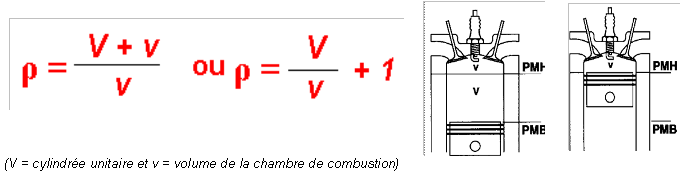 ρ = (V + v) / v ou ρ = V / v + 1
(V = cylindrée unitaire et v = volume de la chambre de combustion)
v
PMH
v
PMB
v
PMH
PMB